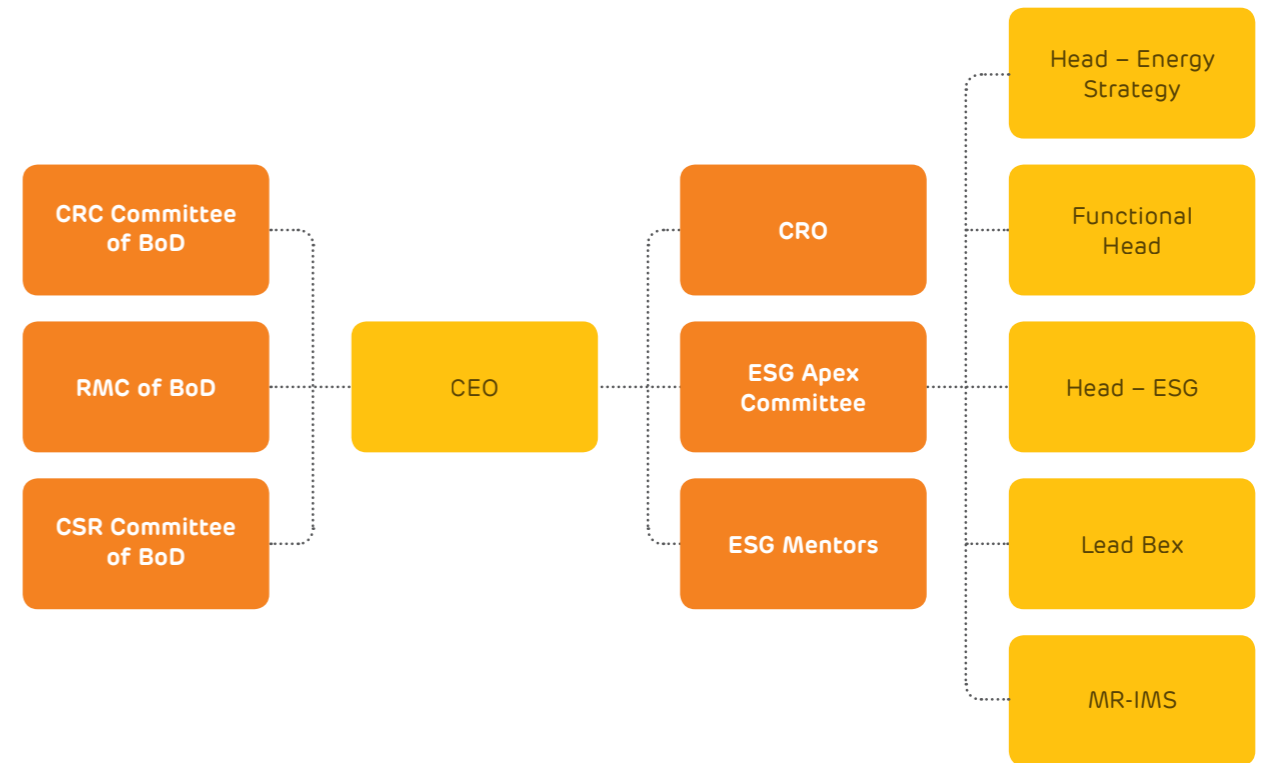 CRC Committee
of BoD
RMC of BoD
CSR Committee
of BoD
CEO
CRO
ESG Apex
Committee
ESG Mentors
Head – Energy
Strategy
Functional
Head
Head – ESG
Lead Bex
MR-IMS